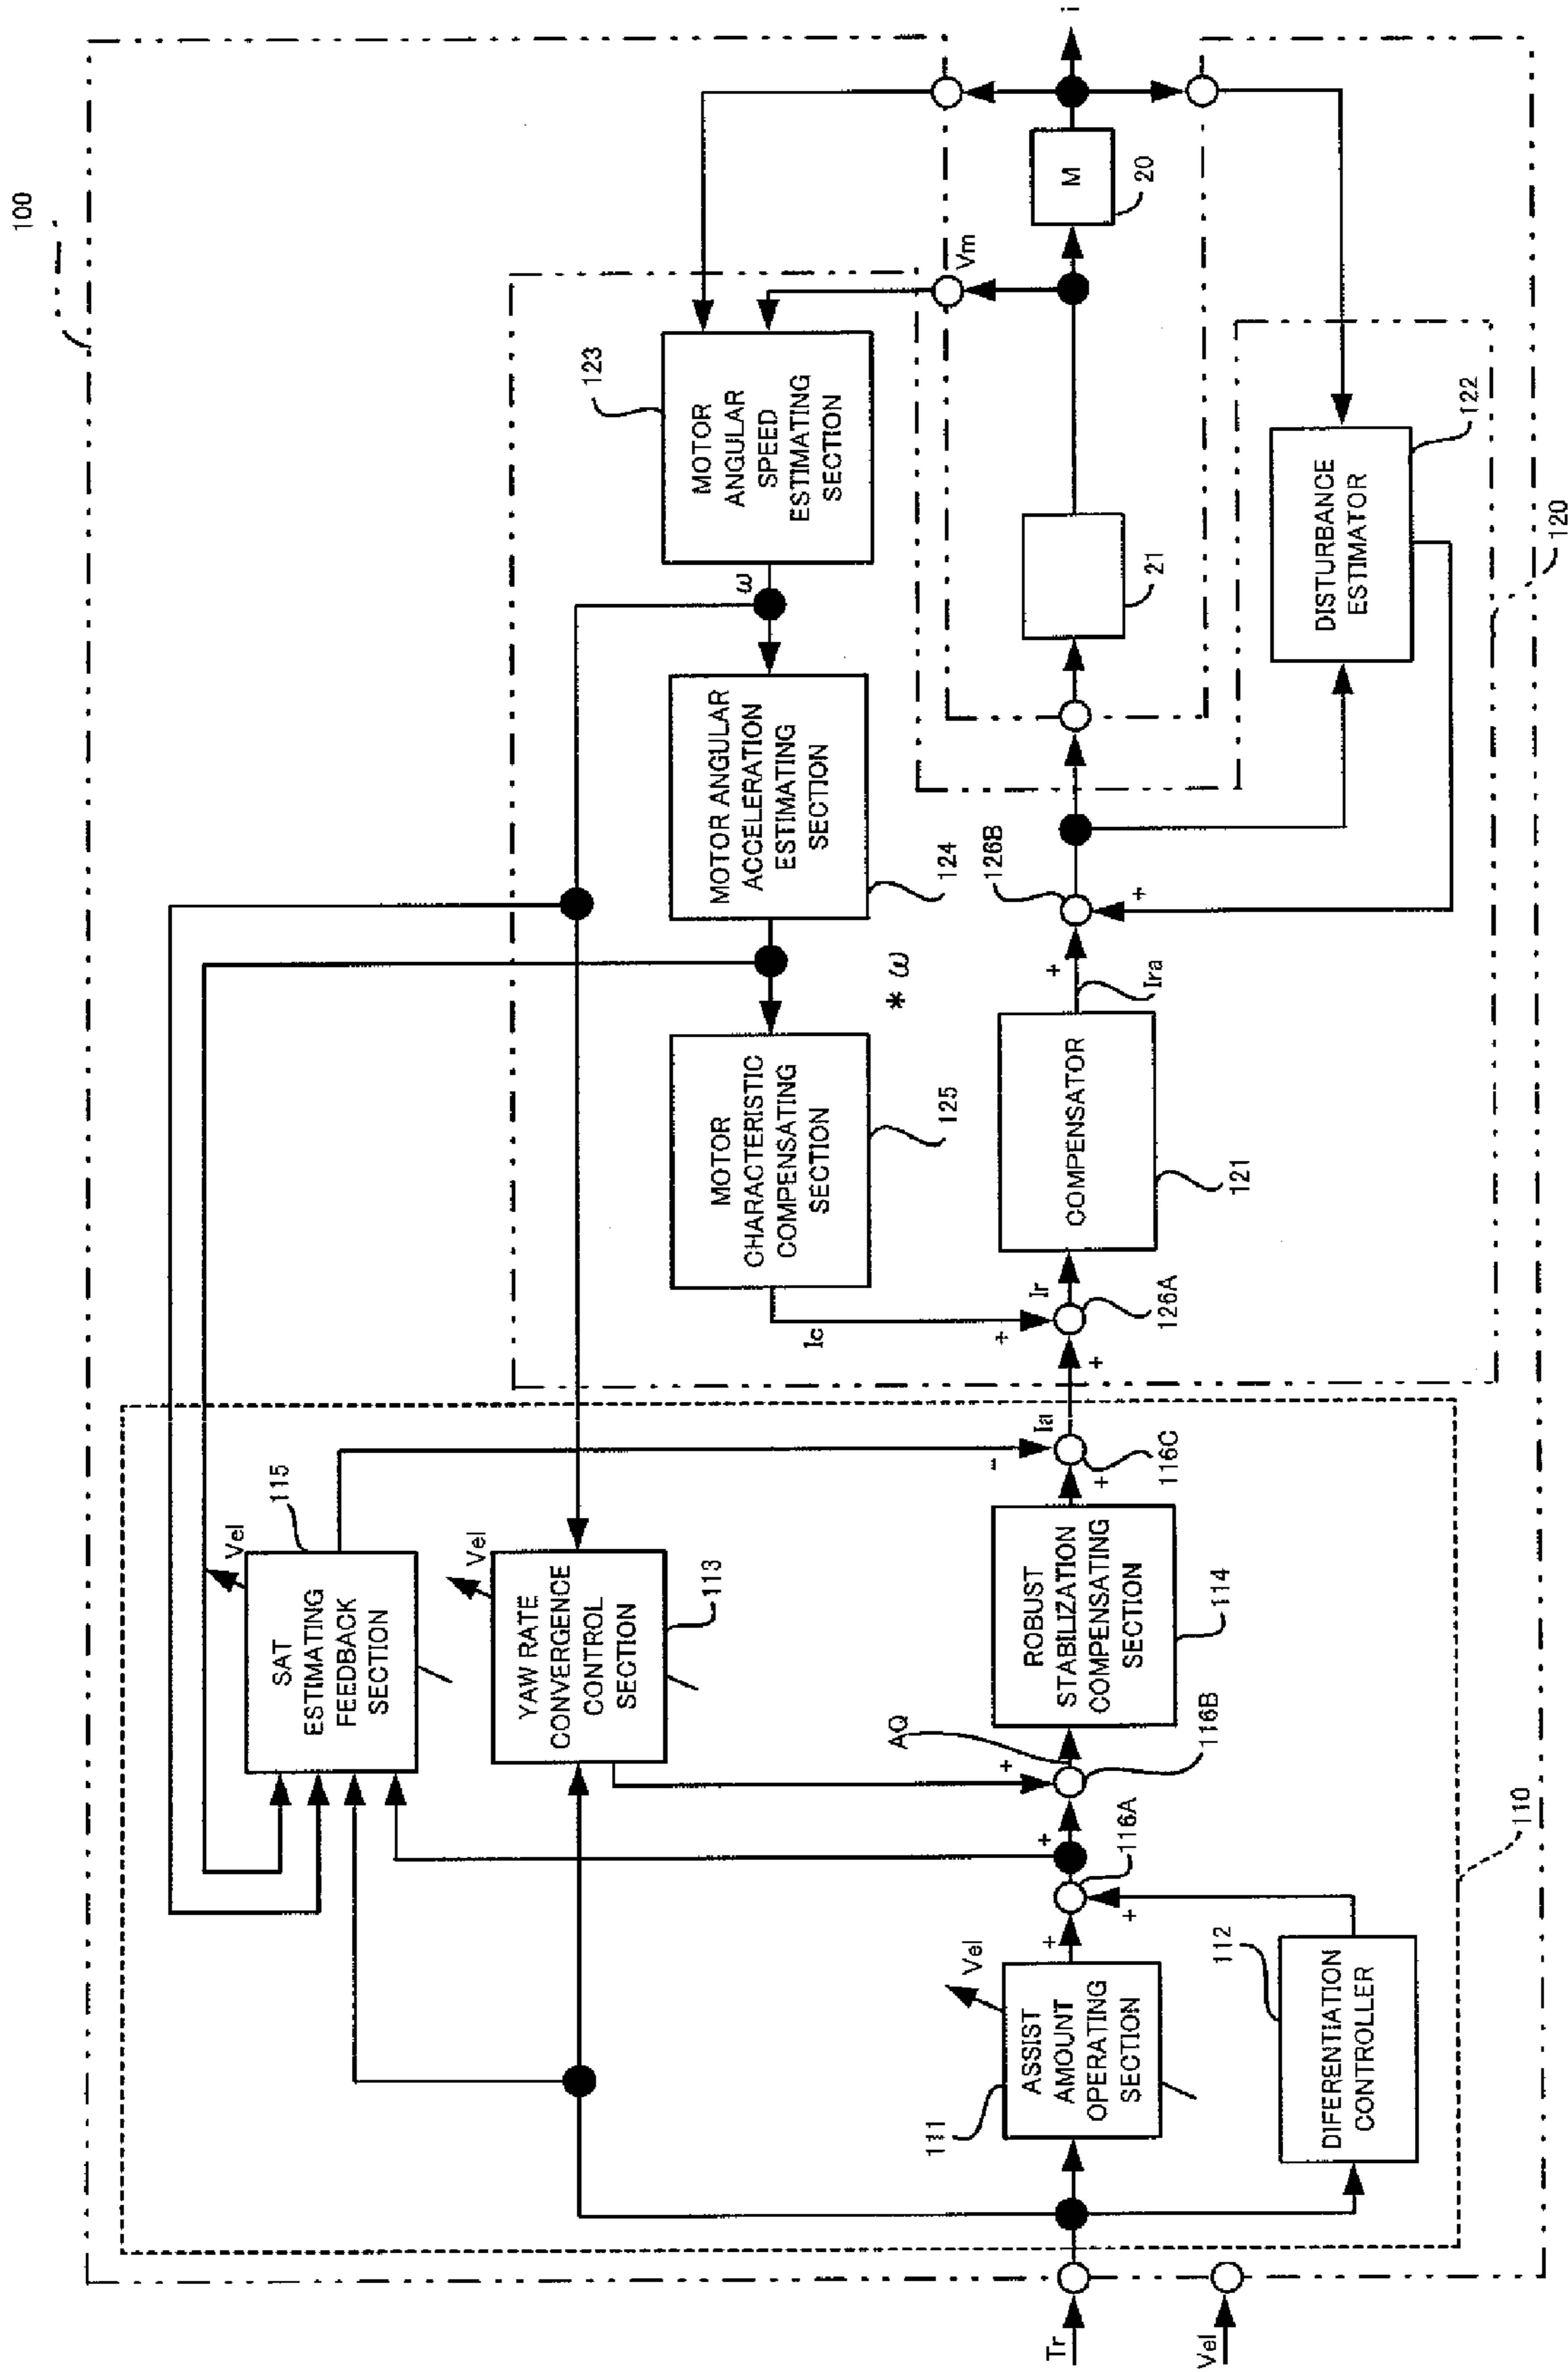 100
i
115
Vel
SAT
ESTIMATING
FEEDBACK
SECTION
Vel
YAW RATE
CONVERGENCE
CONTROL
SECTION
113
123
MOTOR
ANGULAR
SPEED
ESTIMATING
SECTION
ω
MOTOR ANGULAR
ACCELERATION
ESTIMATING
SECTION
124
* ω
MOTOR
CHARACTERISTIC
COMPENSATING
SECTION
125
Ic
Vm
M
20
21
Tr
Vel
111
Vel
ASSIST
AMOUNT
OPERATING
SECTION
+
+
116A
+
AQ
+
116B
ROBUST
STABILIZATION
COMPENSATING
SECTION
114
+
-
116C
Ia
+
+
126A
Ir
COMPENSATOR
121
Ira
+
+
126B
112
DIFERENTIATION
CONTROLLER
DISTURBANCE
ESTIMATOR
122
110
120